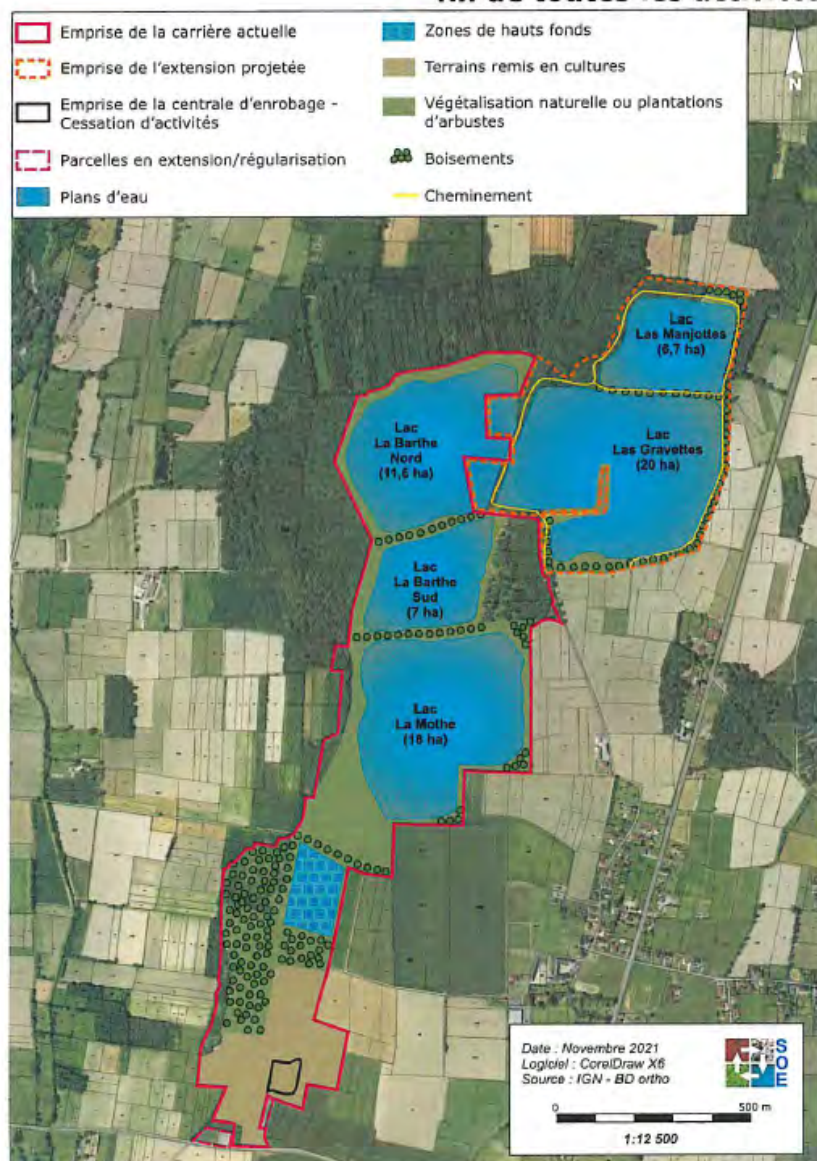 Emprise de la carrière actuelle
Emprise de l'extension projetée
Emprise de la centrale d'enrobage -
Cessation d'activités
Parcelles en extension/régularisation
Plans d'eau
Zones de hauts fonds
Terrains remis en cultures
Végétalisation naturelle ou plantations
d'arbustes
Boisements
Cheminement
N
Lac
Las Manjottes
(6,7 ha)
Lac
La Barthe
Nord
(11,6 ha)
Lac
Las Gravettes
(20 ha)
Lac
La Barthe
Sud
(7 ha)
Lac
La Mothe
(18 ha)
Date : Novembre 2021
Logiciel : CorelDraw X6
Source : IGN - BD ortho
SOE
0 500 m
1:12 500